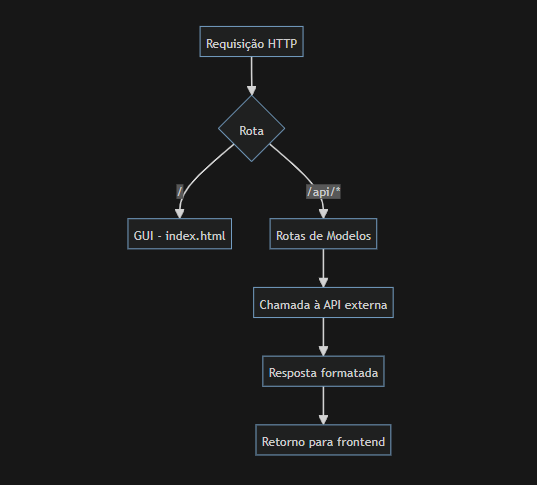 Requisição HTTP
Rota
/
/api/*
GUI - index.html
Rotas de Modelos
Chamada à API externa
Resposta formatada
Retorno para frontend